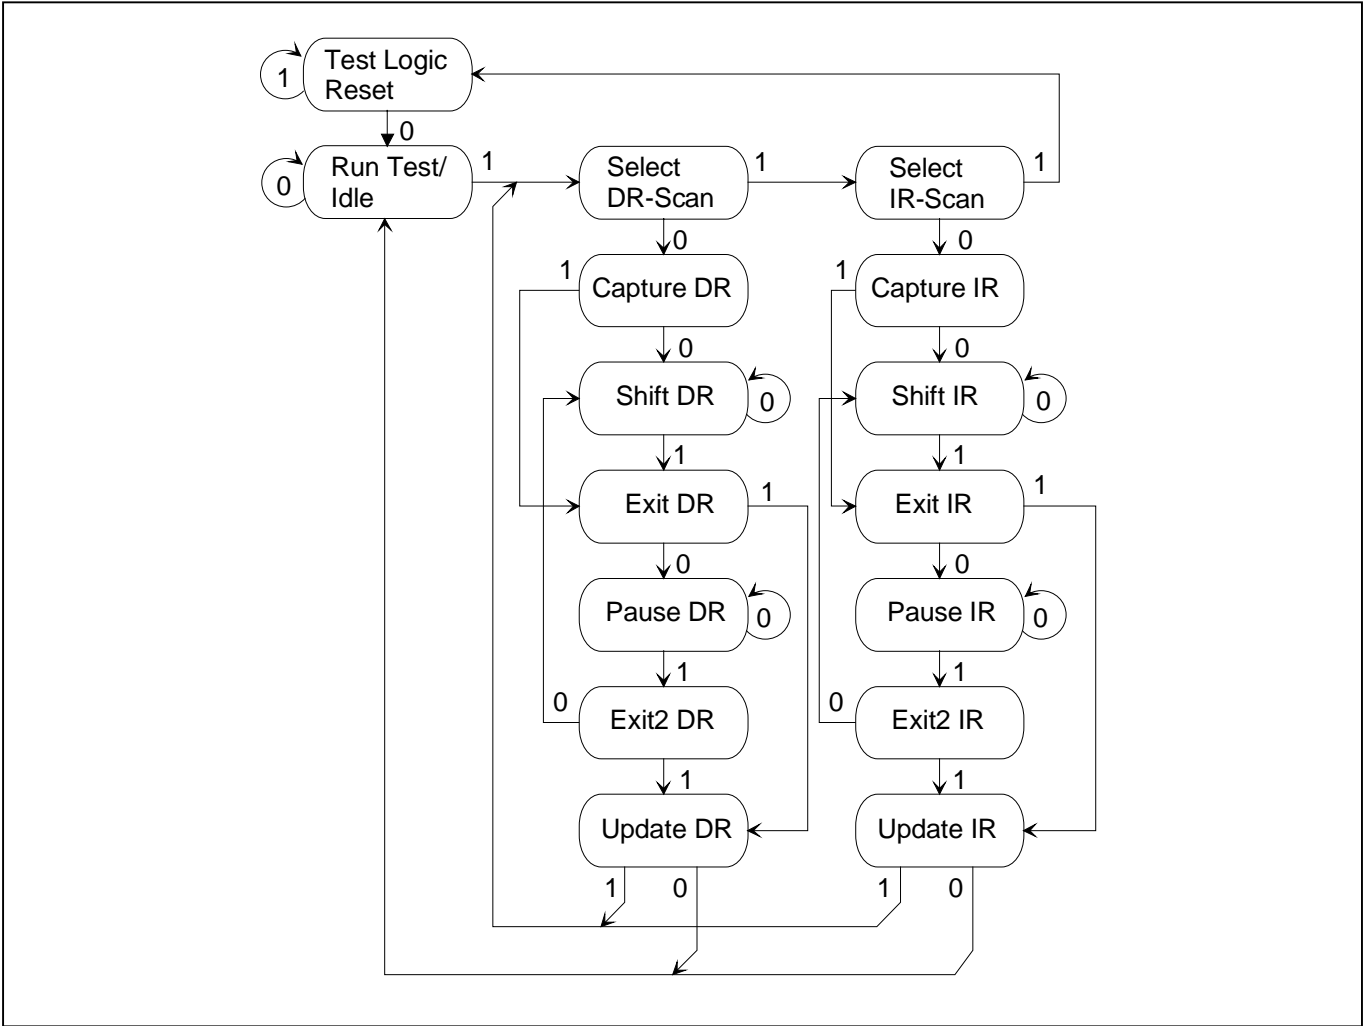 Test Logic
Reset
1
0
Run Test/
Idle
0
1
Select
DR-Scan
1
Select
IR-Scan
1
0
0
1
Capture DR
1
Capture IR
0
0
Shift DR
0
Shift IR
0
1
1
Exit DR
1
Exit IR
1
0
0
Pause DR
0
Pause IR
0
1
1
0
Exit2 DR
0
Exit2 IR
1
1
Update DR
Update IR
1
0
1
0